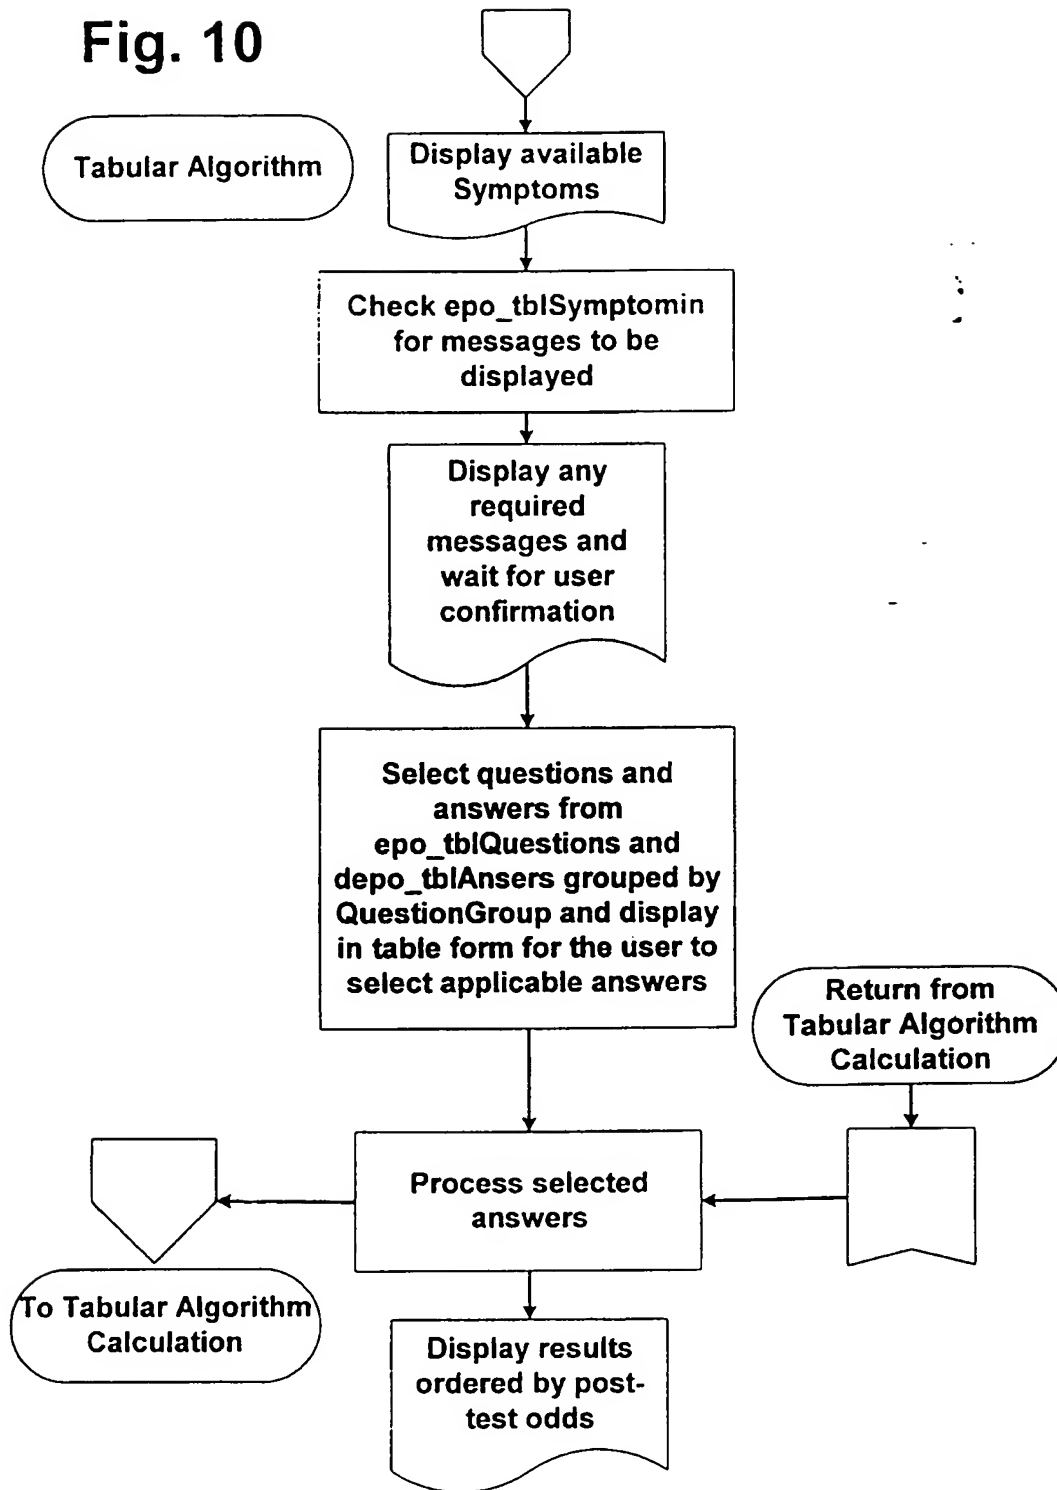 Fig. 10
Tabular Algorithm
Display available
Symptoms
Check epo_tblSymptomin
for messages to be
displayed
Display any
required
messages and
wait for user
confirmation
Select questions and
answers from
epo_tblQuestions and
depo_tblAnsers grouped by
QuestionGroup and display
in table form for the user to
select applicable answers
Return from
Tabular Algorithm
Calculation
Process selected
answers
To Tabular Algorithm
Calculation
Display results
ordered by post-
test odds